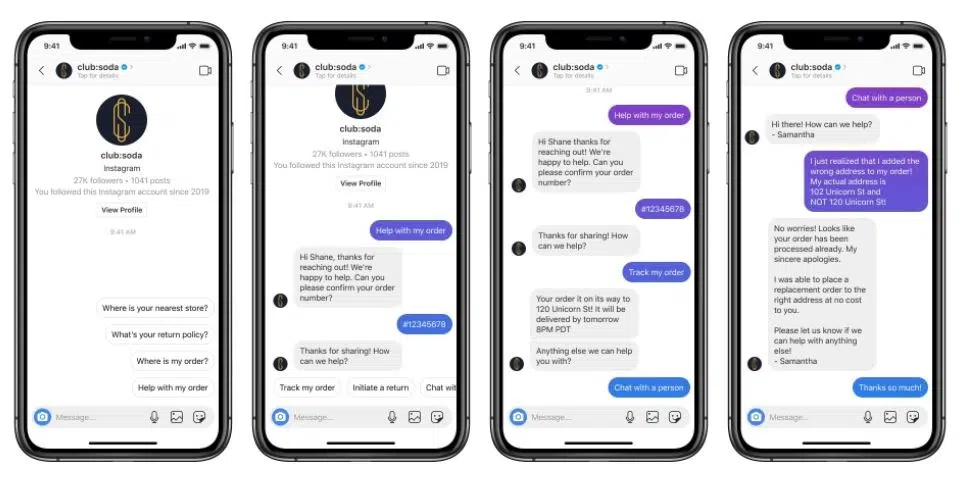 9:41
club:soda
Tap for details
club:soda
Instagram
27K followers • 1041 posts
You followed this Instagram account since 2019
View Profile
9:41 AM
Where is your nearest store?
What's your return policy?
Where is my order?
Help with my order
Message...
9:41
club:soda
Tap for details
club:soda
Instagram
27K followers • 1041 posts
You followed this Instagram account since 2019
View Profile
9:41 AM
Help with my order
Hi Shane, thanks for
reaching out! We're
happy to help. Can you
please confirm your order
number?
#12345678
Thanks for sharing! How
can we help?
Track my order
Initiate a return
Chat wit
Message...
9:41
club:soda
Tap for details
9:41 AM
Help with my order
Hi Shane thanks for
reaching out! We're
happy to help. Can you
please confirm your order
number?
#12345678
Thanks for sharing! How
can we help?
Track my order
Your order it on its way to
120 Unicorn St! It will be
delivered by tomorrow
8PM PDT
Anything else we can help
you with?
Chat with a person
Message...
9:41
club:soda
Tap for details
Chat with a person
Hi there! How can we help?
- Samantha
I just realized that I added the
wrong address to my order!
My actual address is
102 Unicorn St and
NOT 120 Unicorn St!
No worries! Looks like
your order has been
processed already. My
sincere apologies.
I was able to place a
replacement order to the
right address at no cost
to you.
Please let us know if we
can help with anything
else!
- Samantha
Thanks so much!
Message...